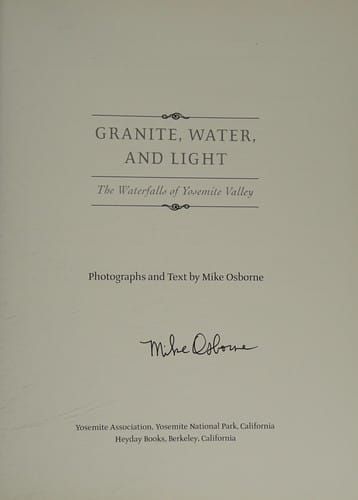 GRANITE, WATER,
AND LIGHT
The Waterfalls of Yosemite Valley
Photographs and Text by Mike Osborne
Mike Osborne
Yosemite Association, Yosemite National Park, California
Heyday Books, Berkeley, California